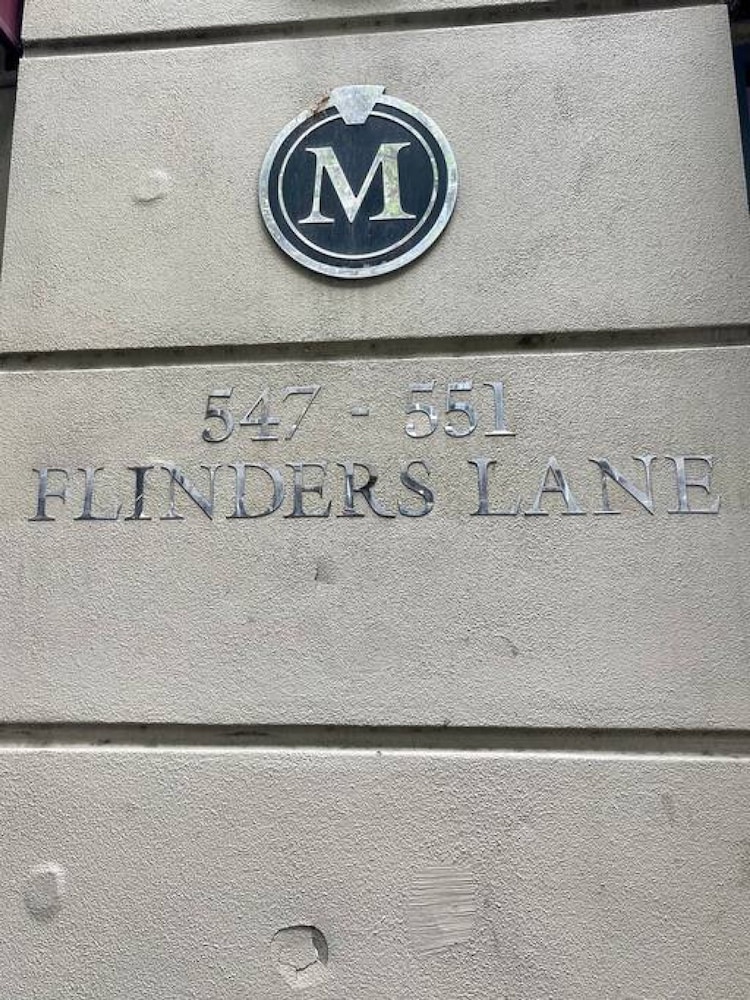 M
547 - 551
FLINDERS LANE